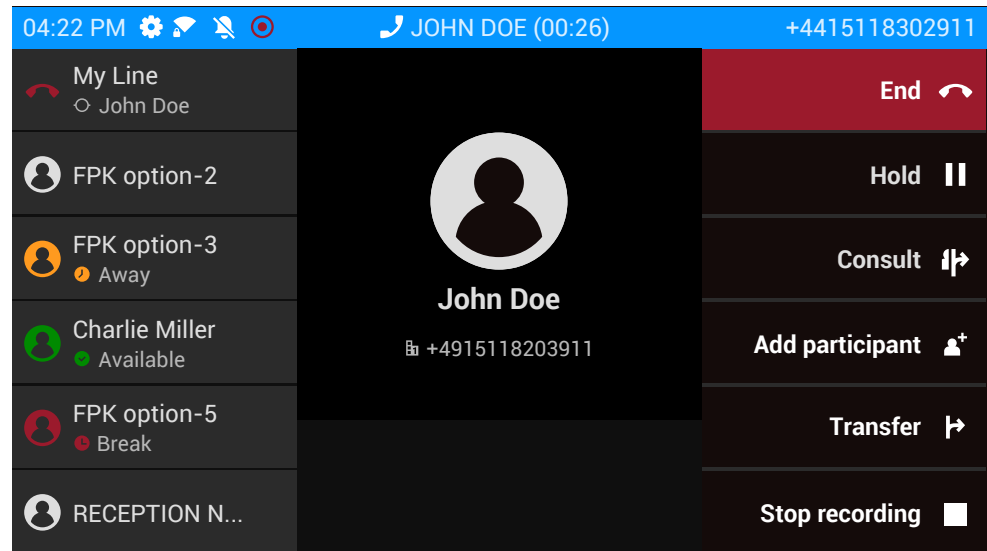 04:22 PM
JOHN DOE (00:26)
+4415118302911
My Line
John Doe
FPK option-2
FPK option-3
Away
Charlie Miller
Available
FPK option-5
Break
RECEPTION N...
John Doe
+4915118203911
End
Hold
Consult
Add participant
Transfer
Stop recording